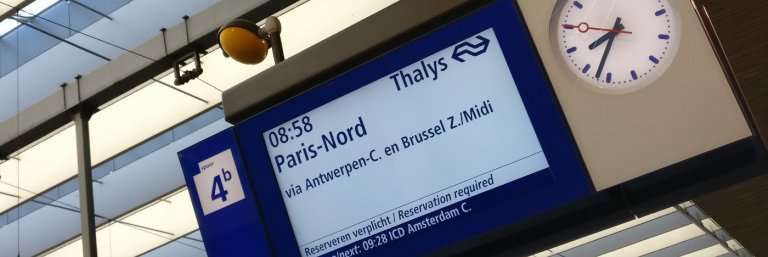 spoor
4b
Thalys
08:58
Paris-Nord
via Antwerpen-C. en Brussel Z./Midi
Reserveren verplicht / Reservation required
/next: 09:28 ICD Amsterdam C.